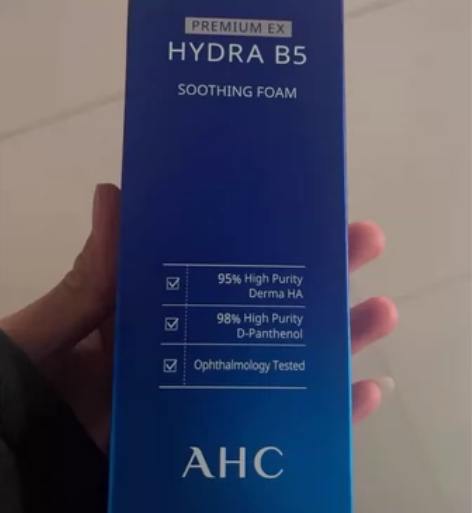 PREMIUM EX
HYDRA B5
SOOTHING FOAM
95% High Purity
Derma HA
98% High Purity
D-Panthenol
Ophthalmology Tested
AHC